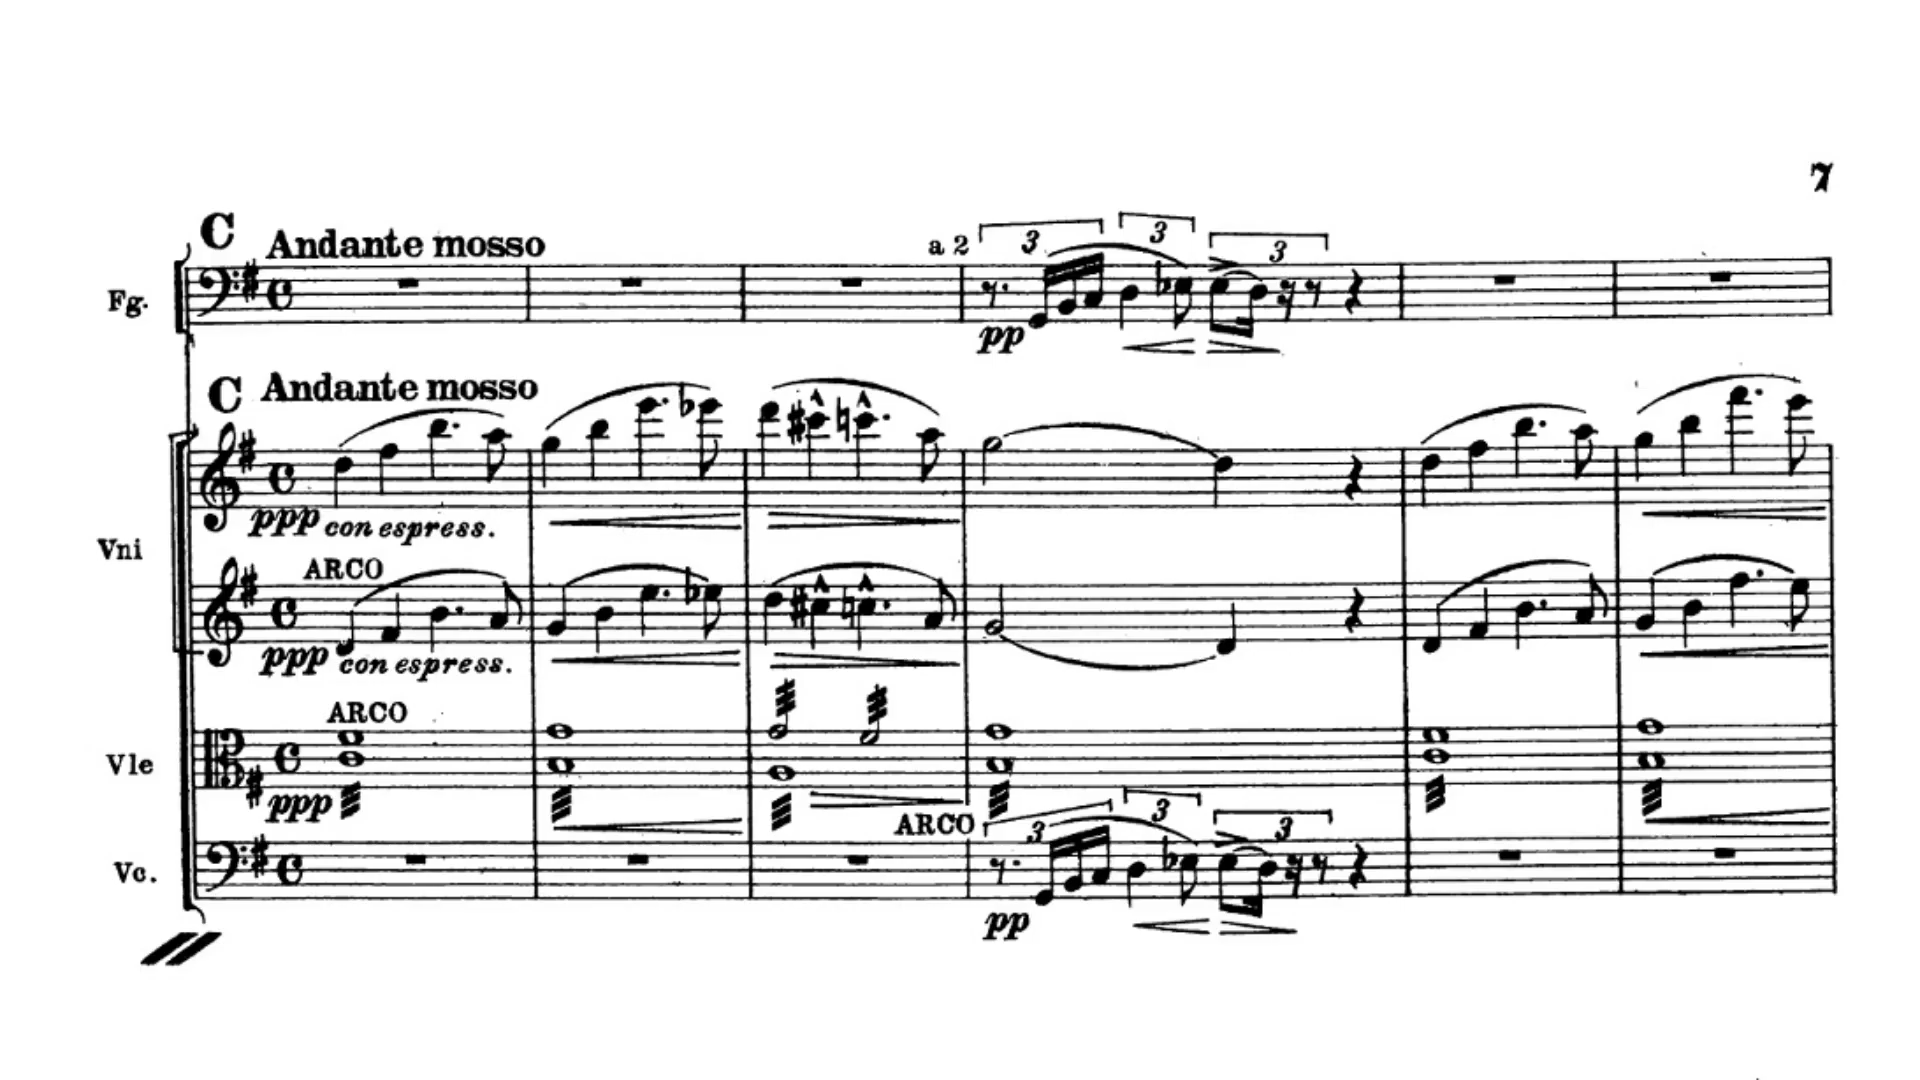 7
C Andante mosso
a 2
3 3 3
Fg.
pp
C Andante mosso
ppp con espress.
Vni
ARCO
ppp con espress.
ARCO
Vle
ppp
ARCO
3 3 3
Vc.
pp